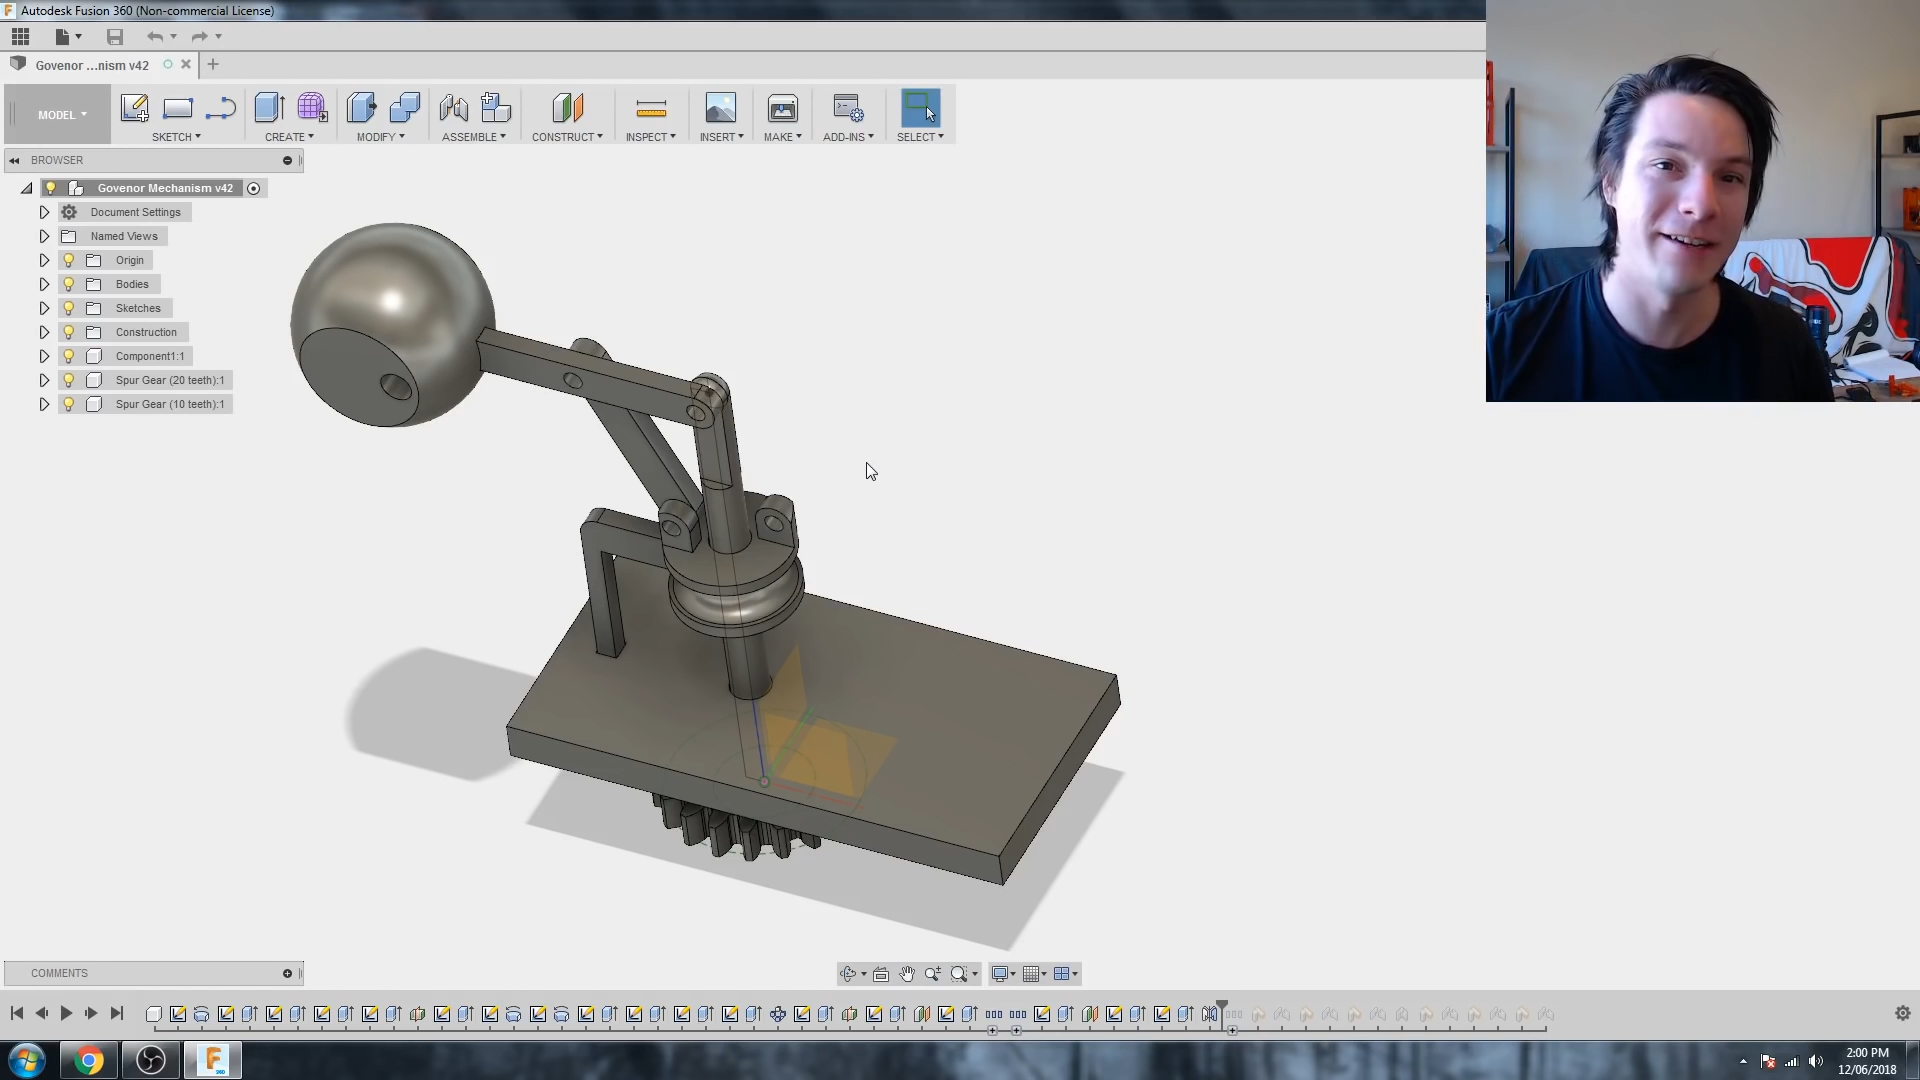 Autodesk Fusion 360 (Non-commercial License)
Govenor ...nism v42
MODEL
SKETCH
CREATE
MODIFY
ASSEMBLE
CONSTRUCT
INSPECT
INSERT
MAKE
ADD-INS
SELECT
BROWSER
Govenor Mechanism v42
Document Settings
Named Views
Origin
Bodies
Sketches
Construction
Component1:1
Spur Gear (20 teeth):1
Spur Gear (10 teeth):1
COMMENTS
F
360
2:00 PM
12/06/2018